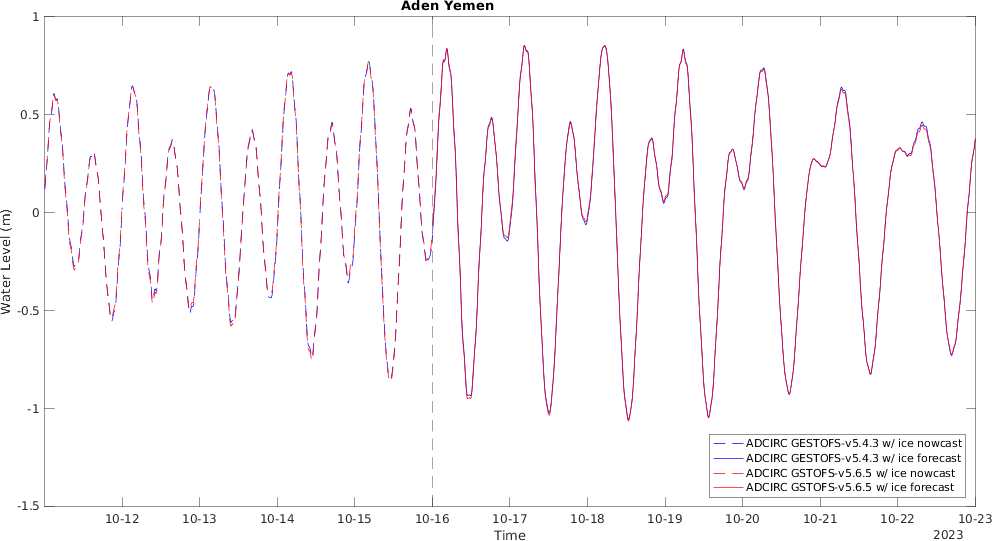 Aden Yemen
1
0.5
0
-0.5
-1
-1.5
Water Level (m)
10-12
10-13
10-14
10-15
10-16
10-17
10-18
10-19
10-20
10-21
10-22
10-23
Time
2023
ADCIRC GESTOFS-v5.4.3 w/ ice nowcast
ADCIRC GESTOFS-v5.4.3 w/ ice forecast
ADCIRC GSTOFS-v5.6.5 w/ ice nowcast
ADCIRC GSTOFS-v5.6.5 w/ ice forecast